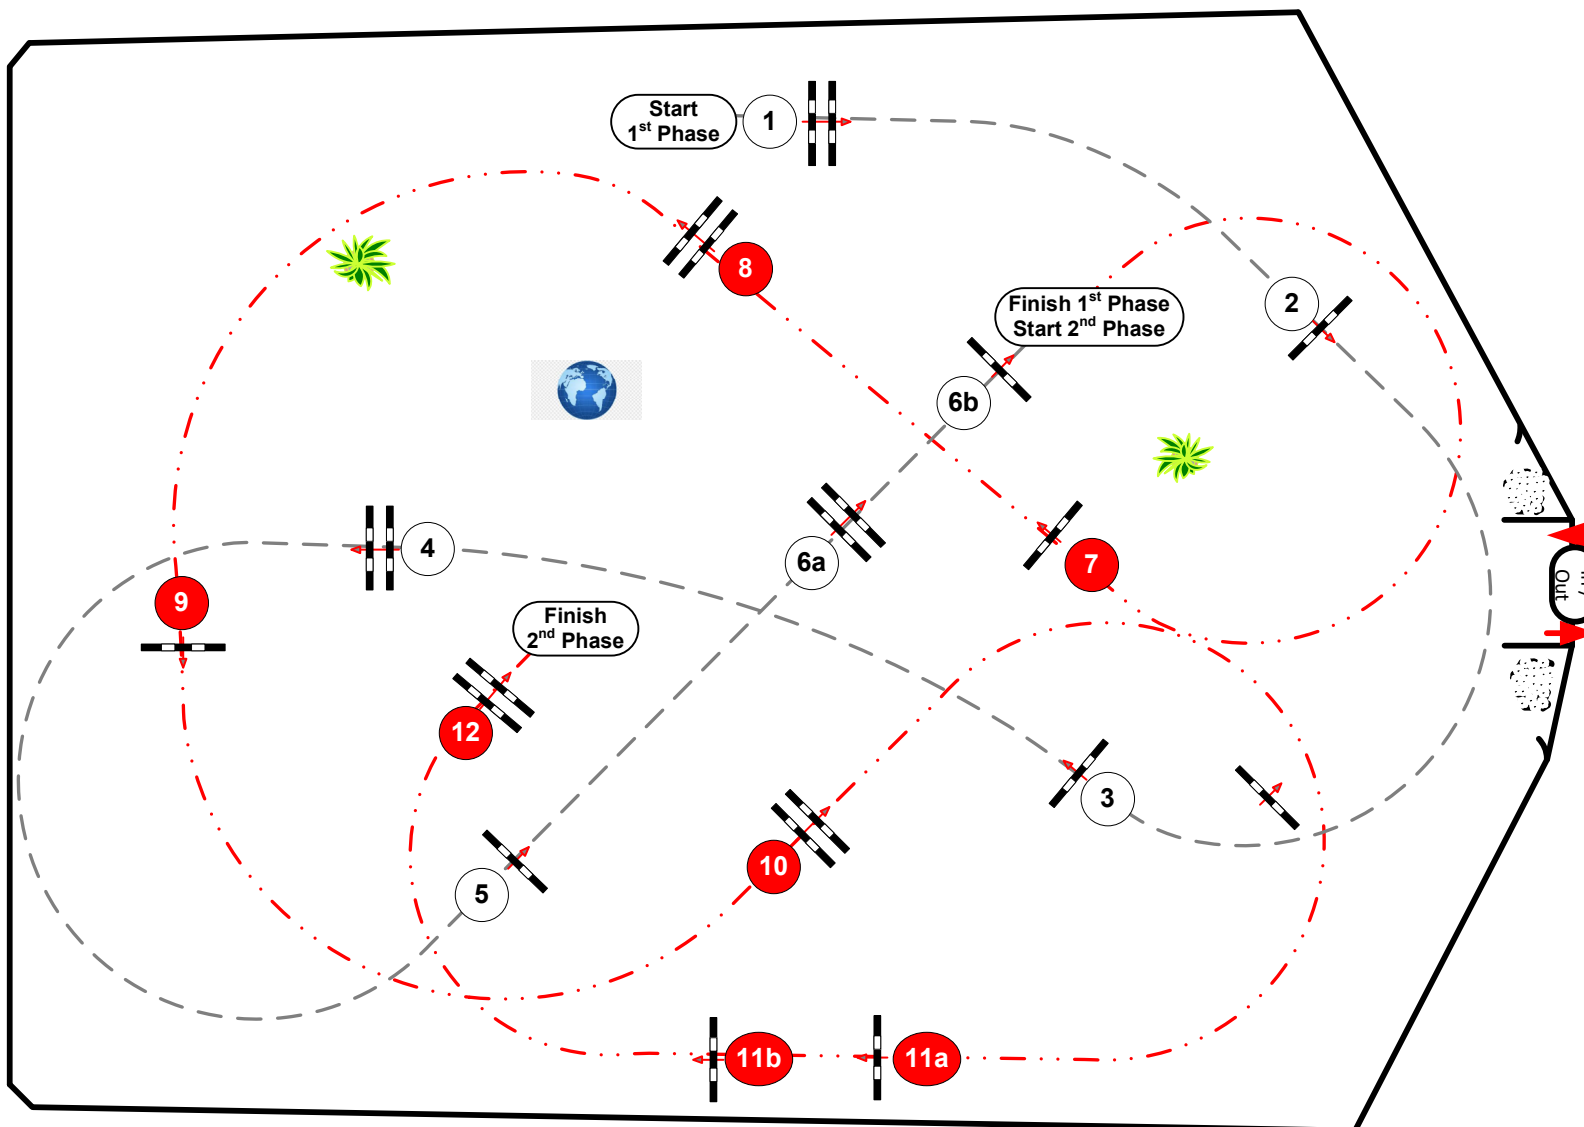 Start
1st Phase
1
8
Finish 1st Phase
Start 2nd Phase
2
6b
4
6a
7
9
Finish
2nd Phase
Out
12
3
10
5
11b
11a